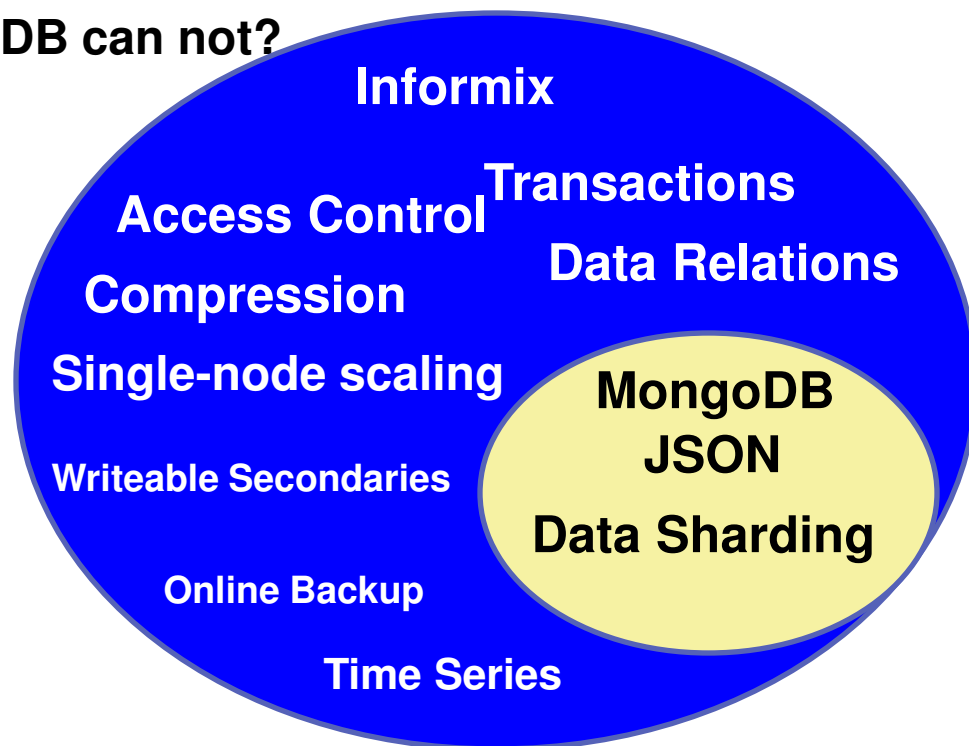 DB can not?
Informix
Transactions
Access Control
Data Relations
Compression
Single-node scaling
MongoDB
JSON
Writeable Secondaries
Data Sharding
Online Backup
Time Series